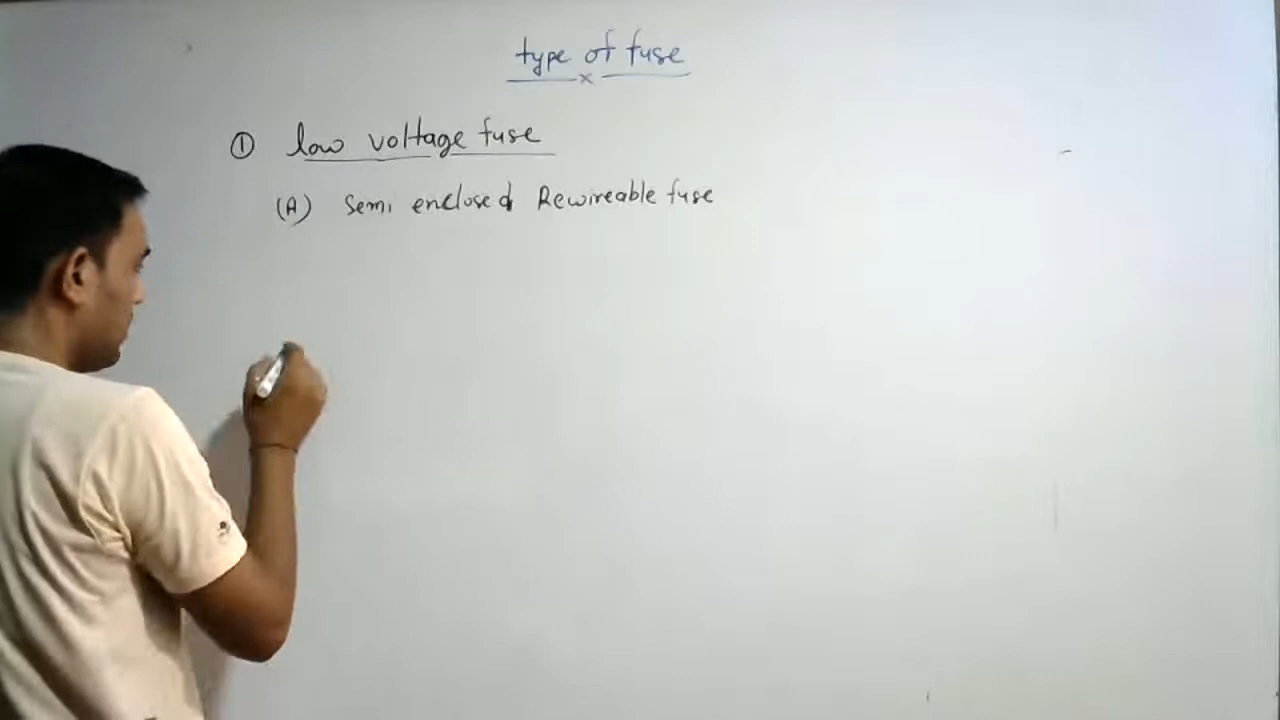 type of fuse
① low voltage fuse
(A) Semi enclosed Rewireable fuse